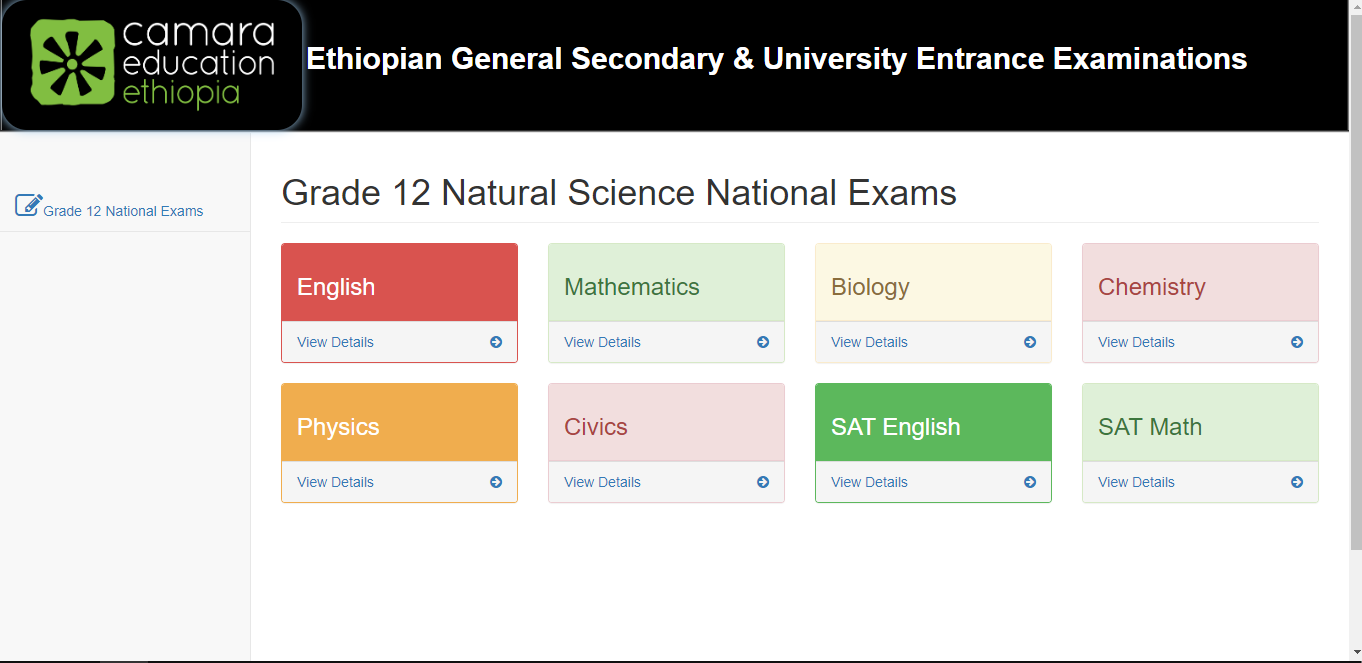 camara
education
ethiopia
Ethiopian General Secondary & University Entrance Examinations
Grade 12 National Exams
Grade 12 Natural Science National Exams
English
Mathematics
Biology
Chemistry
View Details
View Details
View Details
View Details
Physics
Civics
SAT English
SAT Math
View Details
View Details
View Details
View Details